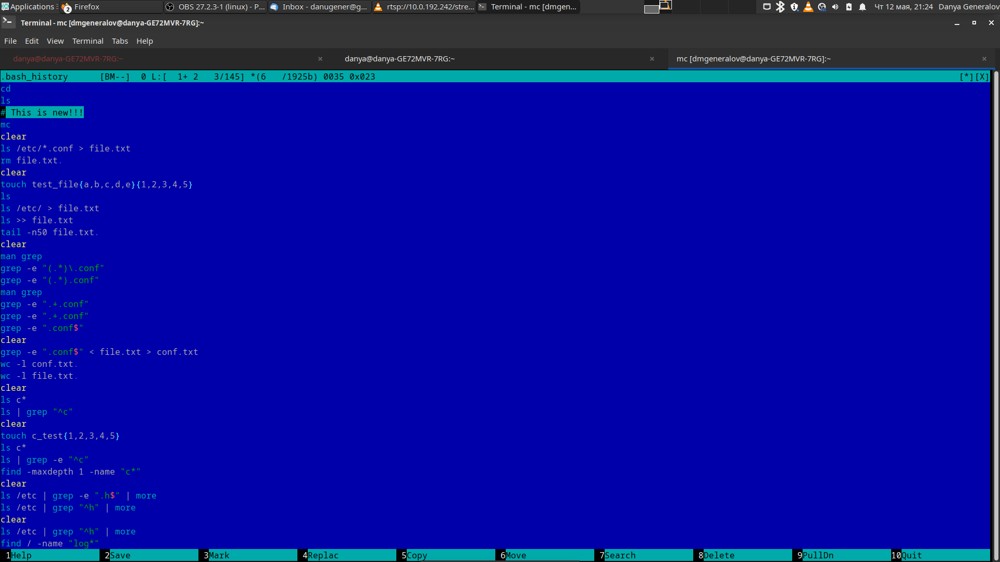 Applications Firefox 2 OBS 27.2.3-1 (linux) - P... Inbox - danugener@g... rtsp://10.0.192.242/stre... Terminal - mc [dmgen... Чт 12 мая, 21:24 Danya Generalov
Terminal - mc [dmgeneralov@danya-GE72MVR-7RG]:~
File Edit View Terminal Tabs Help
danya@danya-GE72MVR-7RG:~ × danya@danya-GE72MVR-7RG:~ × mc [dmgeneralov@danya-GE72MVR-7RG]:~ ×
.bash_history [BM--] 0 L:[ 1+ 2 3/145] *(6 /1925b) 0035 0x023 [*][X]
cd
ls
# This is new!!!
mc
clear
ls /etc/*.conf > file.txt
rm file.txt.
clear
touch test_file{a,b,c,d,e}{1,2,3,4,5}
ls
ls /etc/ > file.txt
ls >> file.txt
tail -n50 file.txt.
clear
man grep
grep -e "(.*)\.conf"
grep -e "(.*).conf"
man grep
grep -e ".+.conf"
grep -e ".+.conf"
grep -e ".conf$"
clear
grep -e ".conf$" < file.txt > conf.txt
wc -l conf.txt.
wc -l file.txt.
clear
ls c*
ls | grep "^c"
clear
touch c_test{1,2,3,4,5}
ls c*
ls | grep -e "^c"
find -maxdepth 1 -name "c*"
clear
ls /etc | grep -e ".h$" | more
ls /etc | grep "^h" | more
clear
ls /etc | grep "^h" | more
find / -name "log*"
1Help 2Save 3Mark 4Replac 5Copy 6Move 7Search 8Delete 9PullDn 10Quit